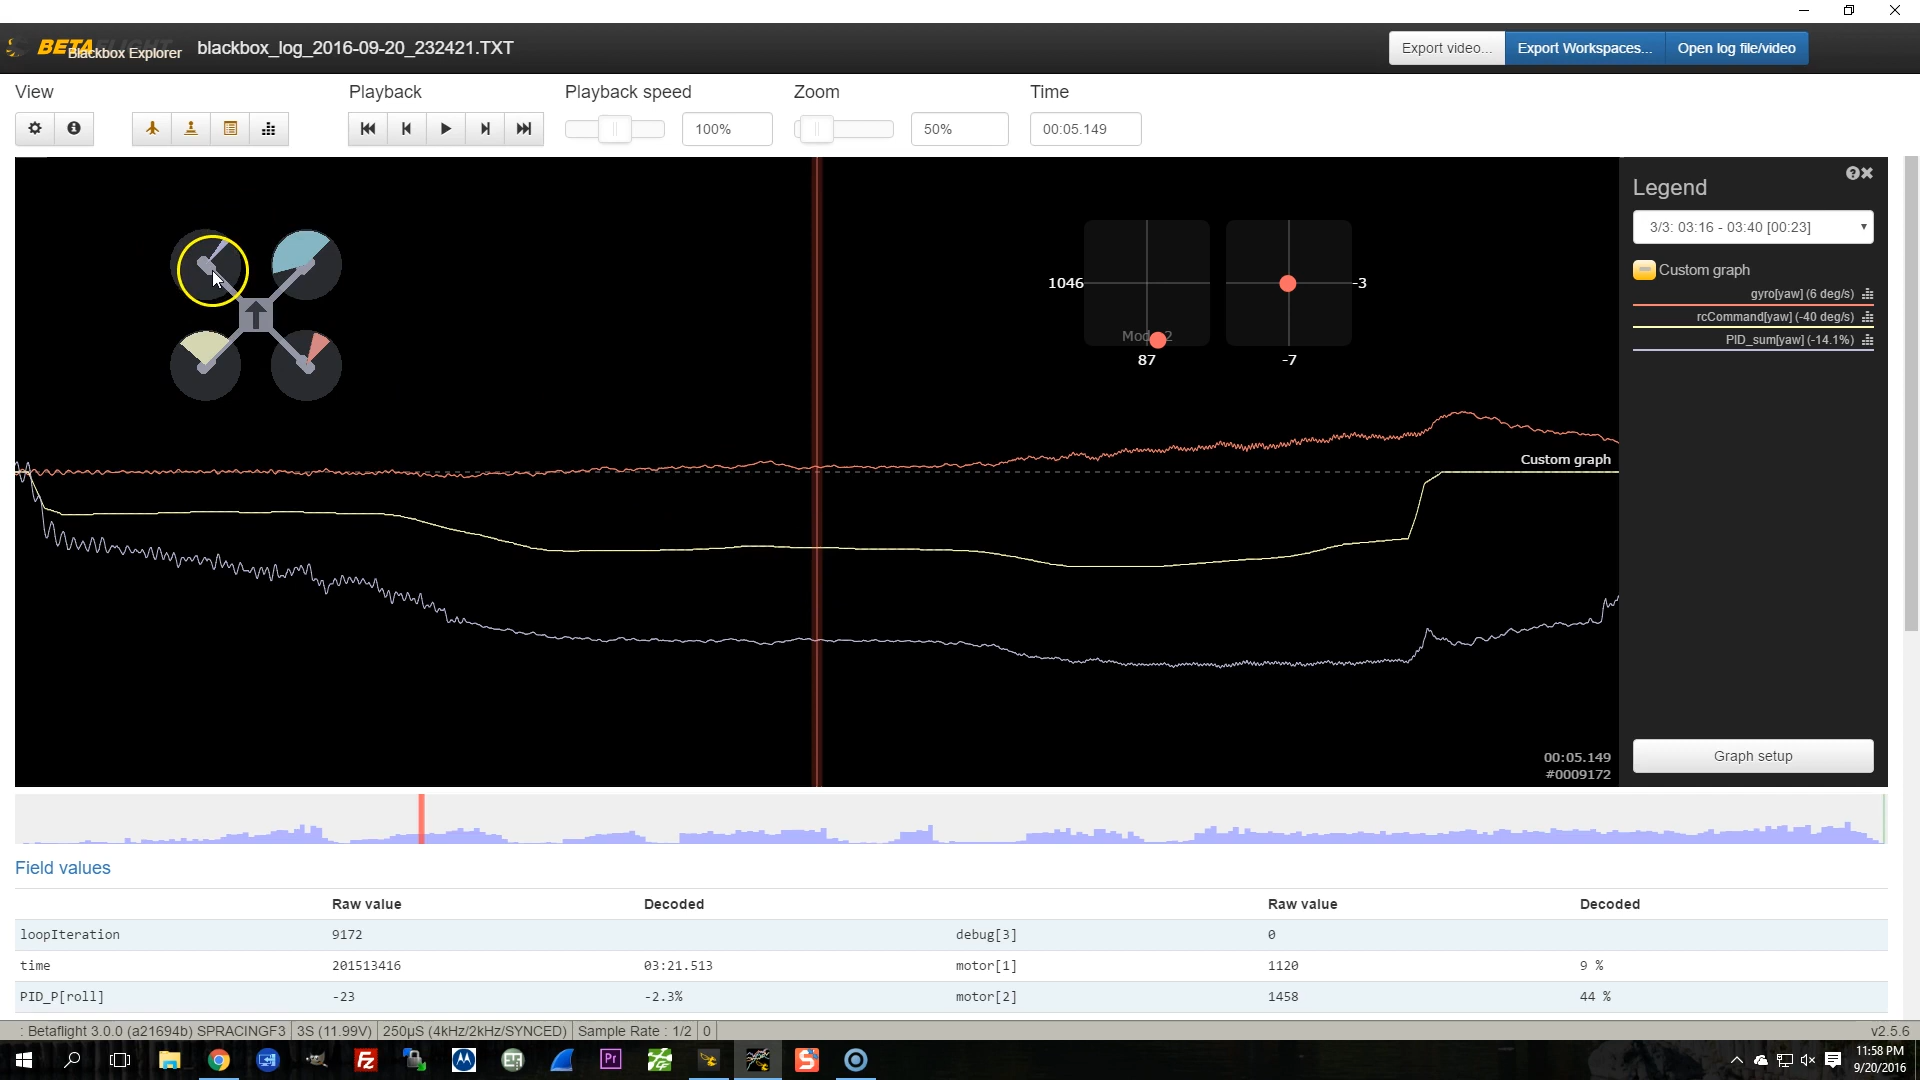 BETAFLIGHT
Blackbox Explorer
blackbox_log_2016-09-20_232421.TXT
Export video...
Export Workspaces...
Open log file/video
View
Playback
Playback speed
Zoom
Time
100%
50%
00:05.149
Legend
3/3: 03:16 - 03:40 [00:23]
Custom graph
gyro[yaw] (6 deg/s)
rcCommand[yaw] (-40 deg/s)
PID_sum[yaw] (-14.1%)
1046
-3
87
-7
Custom graph
00:05.149
#0009172
Graph setup
Field values
Raw value Decoded Raw value Decoded
loopIteration 9172 debug[3] 0
time 201513416 03:21.513 motor[1] 1120 9 %
PID_P[roll] -23 -2.3% motor[2] 1458 44 %
: Betaflight 3.0.0 (a21694b) SPRACINGF3 3S (11.99V) 250µS (4kHz/2kHz/SYNCED) Sample Rate : 1/2 0 v2.5.6
Pr
11:58 PM
9/20/2016